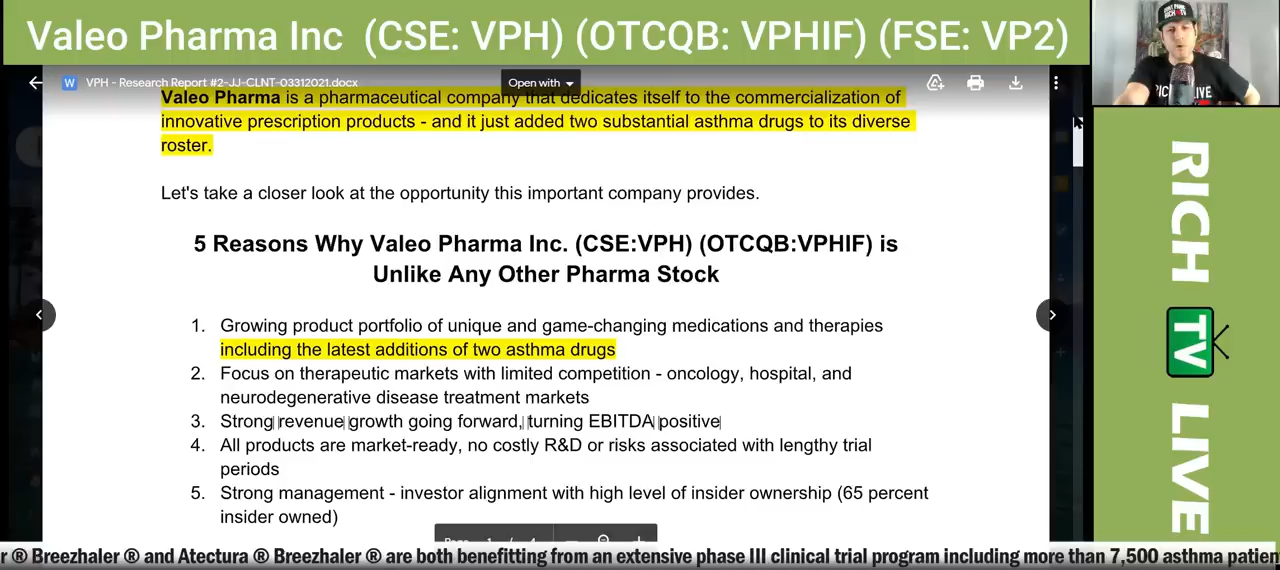 Valeo Pharma Inc (CSE: VPH) (OTCQB: VPHIF) (FSE: VP2)
VPH - Research Report #2-JJ-CLNT-03312021.docx
Open with
Valeo Pharma is a pharmaceutical company that dedicates itself to the commercialization of
innovative prescription products - and it just added two substantial asthma drugs to its diverse
roster.
Let's take a closer look at the opportunity this important company provides.
5 Reasons Why Valeo Pharma Inc. (CSE:VPH) (OTCQB:VPHIF) is
Unlike Any Other Pharma Stock
1. Growing product portfolio of unique and game-changing medications and therapies
including the latest additions of two asthma drugs
2. Focus on therapeutic markets with limited competition - oncology, hospital, and
neurodegenerative disease treatment markets
3. Strong revenue growth going forward, turning EBITDA positive
4. All products are market-ready, no costly R&D or risks associated with lengthy trial
periods
5. Strong management - investor alignment with high level of insider ownership (65 percent
insider owned)
Page 1 / 4
RICH
TV
LIVE
r ® Breezhaler ® and Atectura ® Breezhaler ® are both benefitting from an extensive phase III clinical trial program including more than 7,500 asthma patien